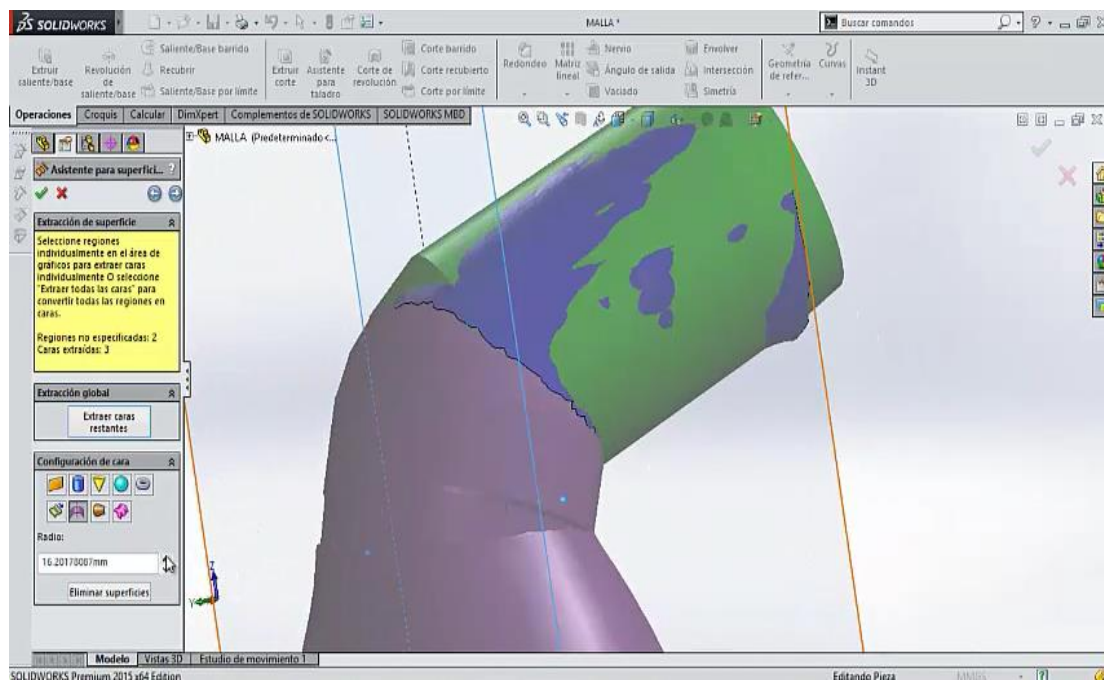 SOLIDWORKS
MALLA *
Buscar comandos
Extruir saliente/base
Revolución de saliente/base
Saliente/Base barrido
Recubrir
Saliente/Base por límite
Extruir corte
Asistente para taladro
Corte de revolución
Corte barrido
Corte recubierto
Corte por límite
Redondeo
Matriz lineal
Nervio
Ángulo de salida
Vaciado
Envolver
Intersección
Simetría
Geometría de refer...
Curvas
Instant 3D
Operaciones
Croquis
Calcular
DimXpert
Complementos de SOLIDWORKS
SOLIDWORKS MBD
MALLA (Predeterminado <...
Asistente para superfici... ?
Extracción de superficie
Seleccione regiones
individualmente en el área de
gráficos para extraer caras
individualmente O seleccione
"Extraer todas las caras" para
convertir todas las regiones en
caras.
Regiones no especificadas: 2
Caras extraídas: 3
Extracción global
Extraer caras
restantes
Configuración de cara
Radio:
16.20178087mm
Eliminar superficies
Z
Y
Modelo
Vistas 3D
Estudio de movimiento 1
SOLIDWORKS Premium 2015 x64 Edition
Editando Pieza
MMGS